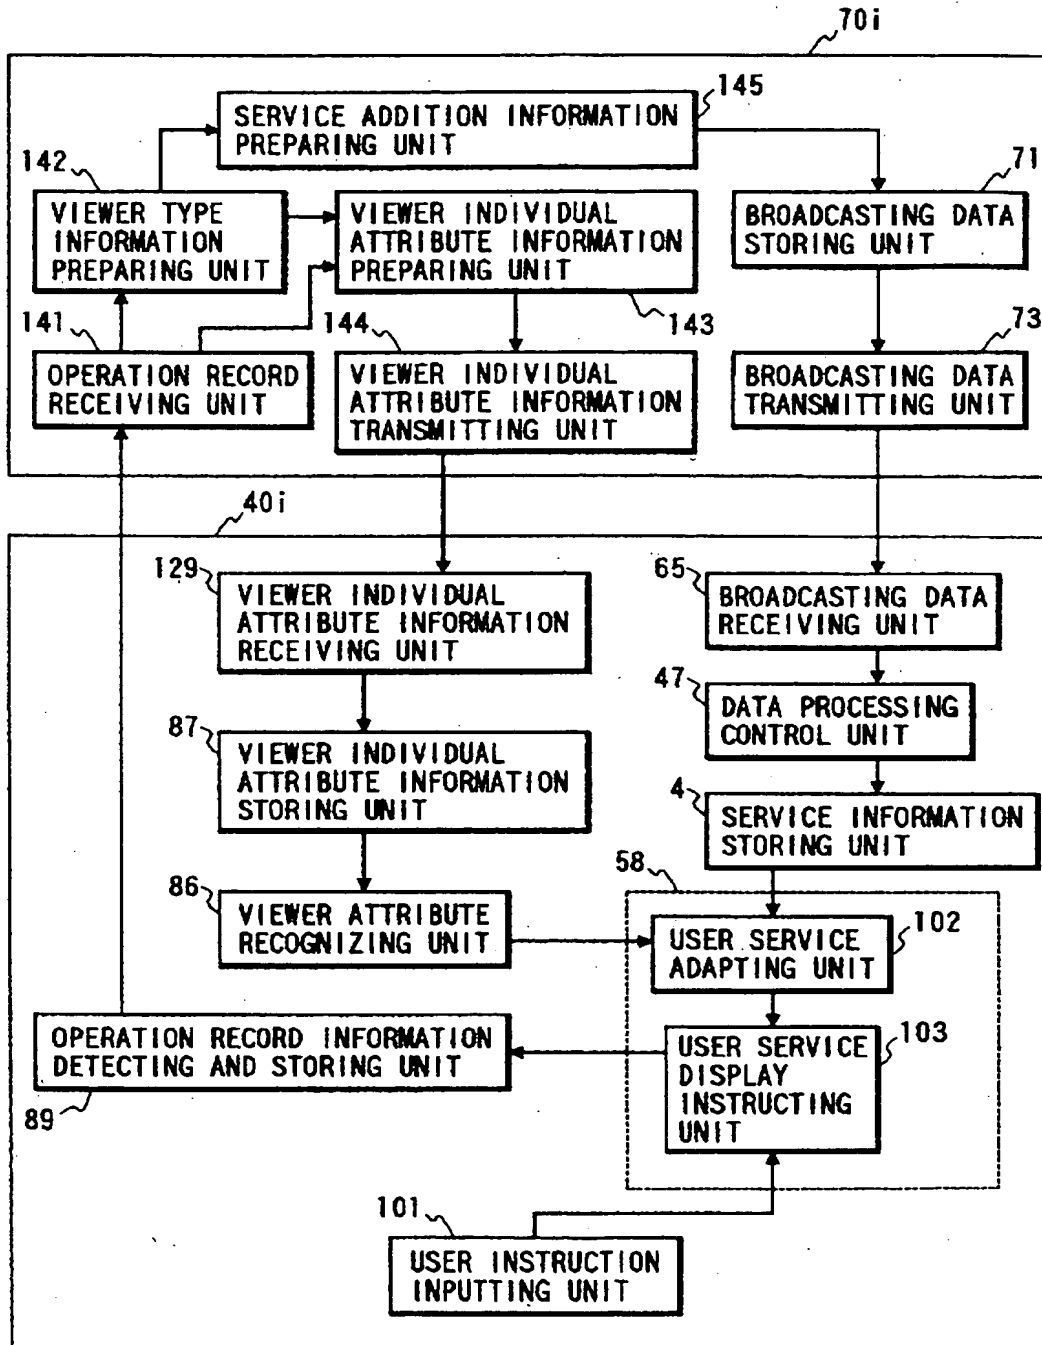 70i
145
SERVICE ADDITION INFORMATION
PREPARING UNIT
142
VIEWER TYPE
INFORMATION
PREPARING UNIT
VIEWER INDIVIDUAL
ATTRIBUTE INFORMATION
PREPARING UNIT
71
BROADCASTING DATA
STORING UNIT
141
OPERATION RECORD
RECEIVING UNIT
144
143
VIEWER INDIVIDUAL
ATTRIBUTE INFORMATION
TRANSMITTING UNIT
73
BROADCASTING DATA
TRANSMITTING UNIT
40i
129
VIEWER INDIVIDUAL
ATTRIBUTE INFORMATION
RECEIVING UNIT
65
BROADCASTING DATA
RECEIVING UNIT
47
DATA PROCESSING
CONTROL UNIT
87
VIEWER INDIVIDUAL
ATTRIBUTE INFORMATION
STORING UNIT
4
SERVICE INFORMATION
STORING UNIT
86
VIEWER ATTRIBUTE
RECOGNIZING UNIT
58
102
USER SERVICE
ADAPTING UNIT
OPERATION RECORD INFORMATION
DETECTING AND STORING UNIT
89
103
USER SERVICE
DISPLAY
INSTRUCTING
UNIT
101
USER INSTRUCTION
INPUTTING UNIT